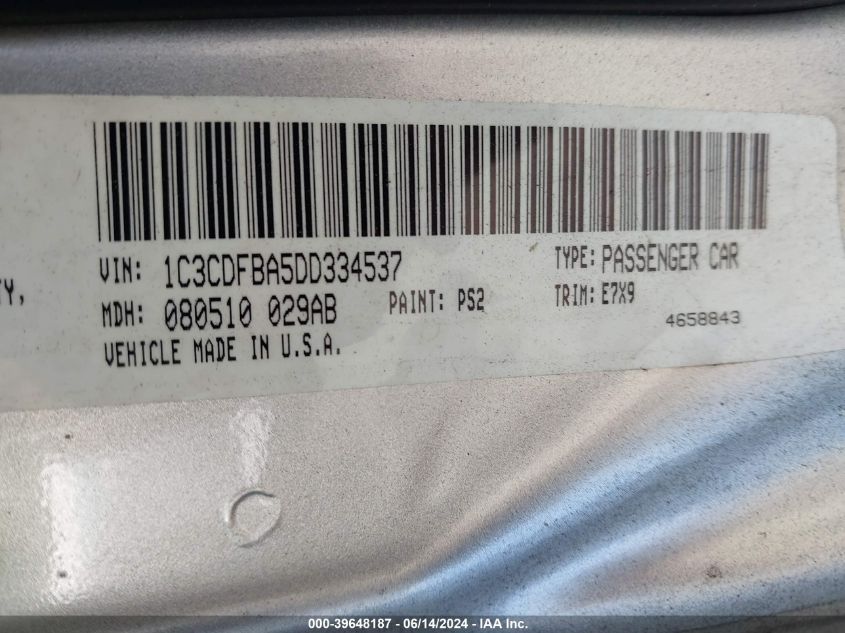 VIN: 1C3CDFBA5DD334537 TYPE: PASSENGER CAR
TY,
MDH: 080510 029AB PAINT: PS2 TRIM: E7X9
4658843
VEHICLE MADE IN U.S.A.
000-39648187 - 06/14/2024 - IAA Inc.